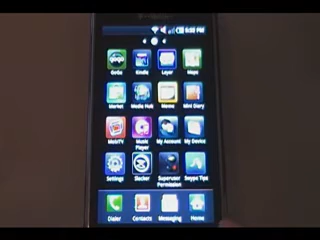 GoGo Kindle Layar Maps
Market Media Hub Memo Mini Diary
MobiTV Music Player My Account My Device
Settings Slacker Superuser Permission Swype Tips
Dialer Contacts Messaging Home